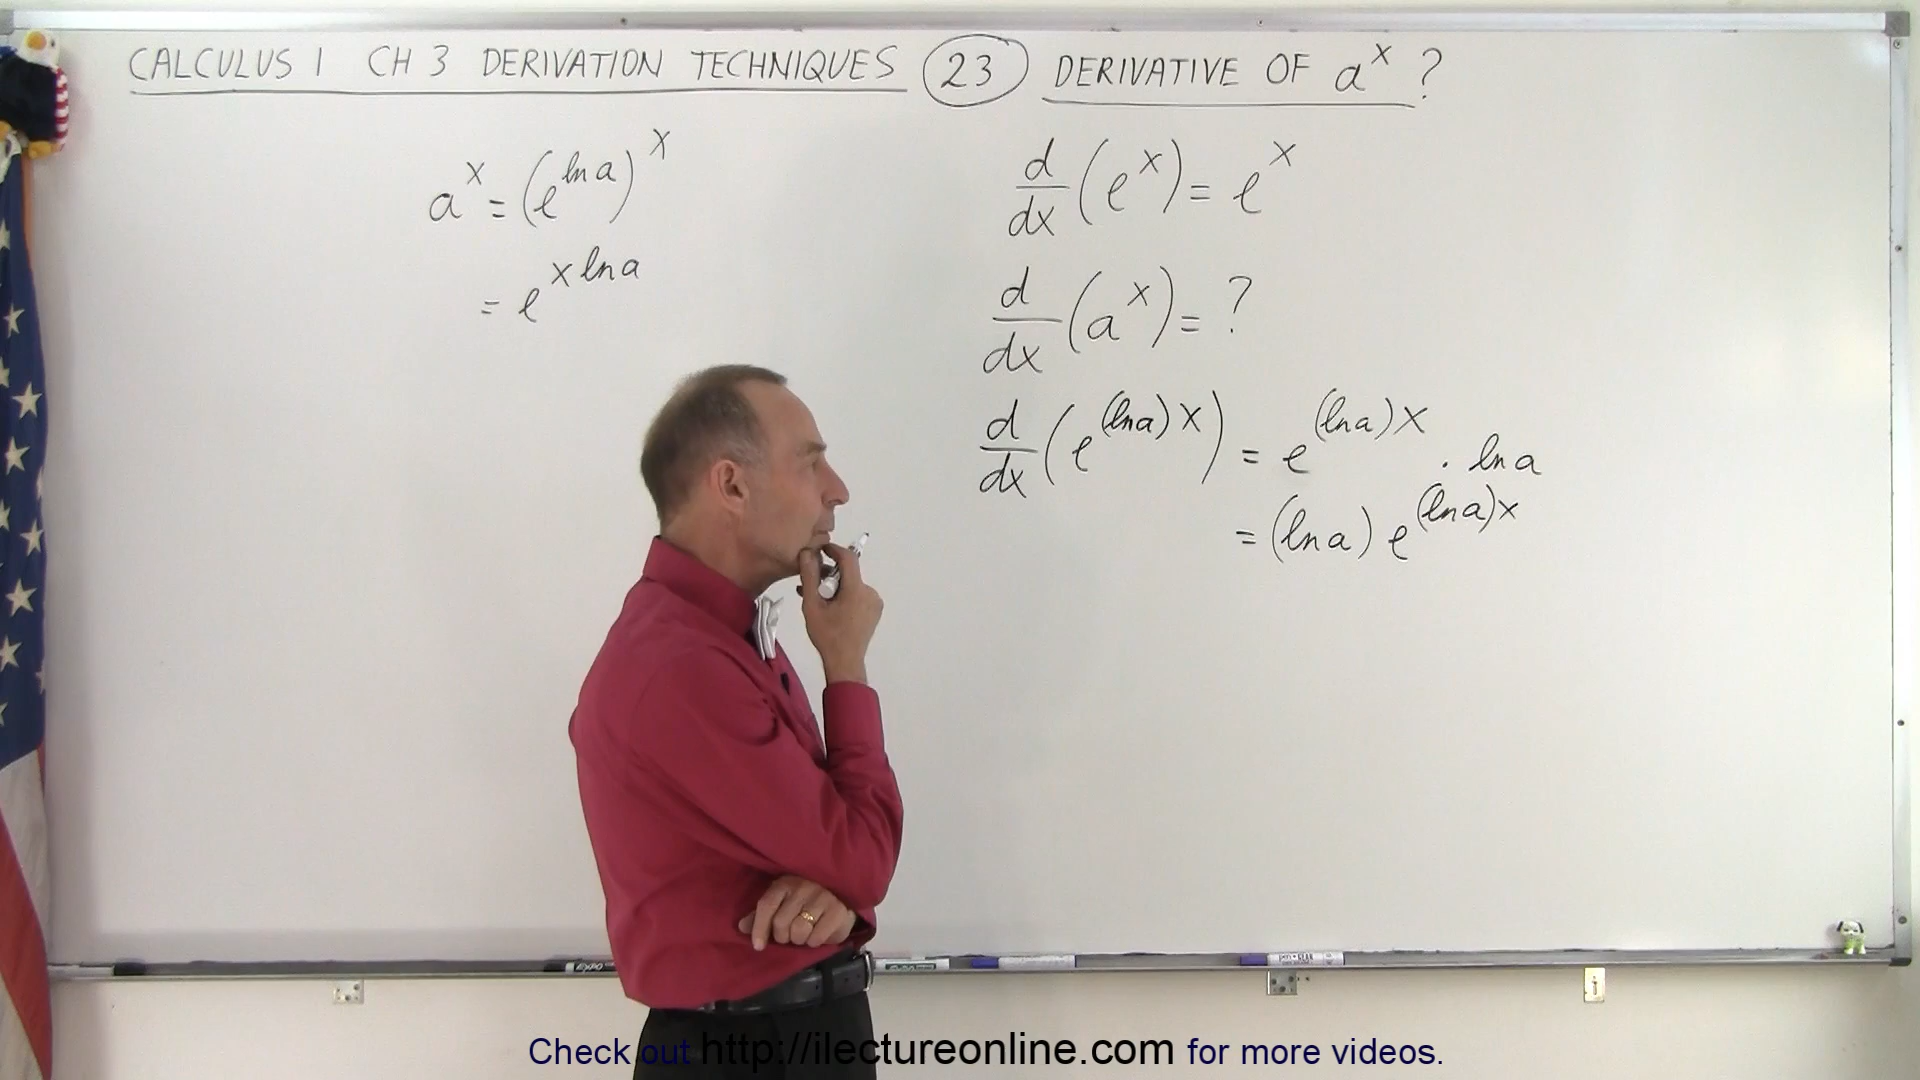 CALCULUS 1 CH 3 DERIVATION TECHNIQUES 23 DERIVATIVE OF a^x ?
a^x = (e^(ln a))^x
= e^(x ln a)
d/dx (e^x) = e^x
d/dx (a^x) = ?
d/dx (e^((ln a) x)) = e^((ln a) x) · ln a
= (ln a) e^((ln a) x)
Check out http://ilectureonline.com for more videos.